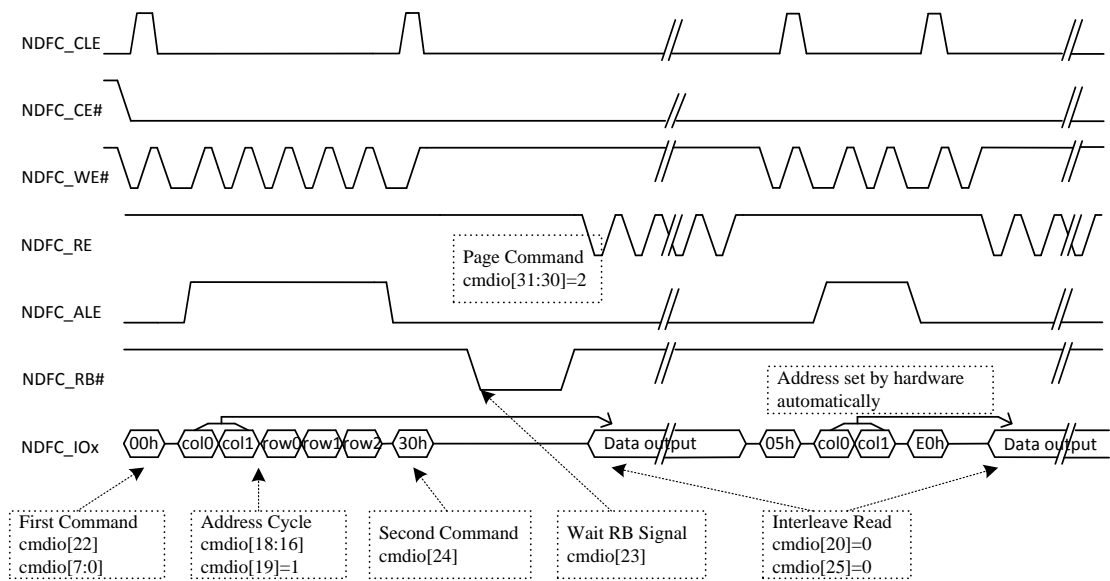 NDFC_CLE
NDFC_CE#
NDFC_WE#
NDFC_RE
Page Command
cmdio[31:30]=2
NDFC_ALE
NDFC_RB#
Address set by hardware
automatically
NDFC_IOx
00h col0 col1 row0 row1 row2 30h Data output 05h col0 col1 E0h Data output
First Command
cmdio[22]
cmdio[7:0]
Address Cycle
cmdio[18:16]
cmdio[19]=1
Second Command
cmdio[24]
Wait RB Signal
cmdio[23]
Interleave Read
cmdio[20]=0
cmdio[25]=0